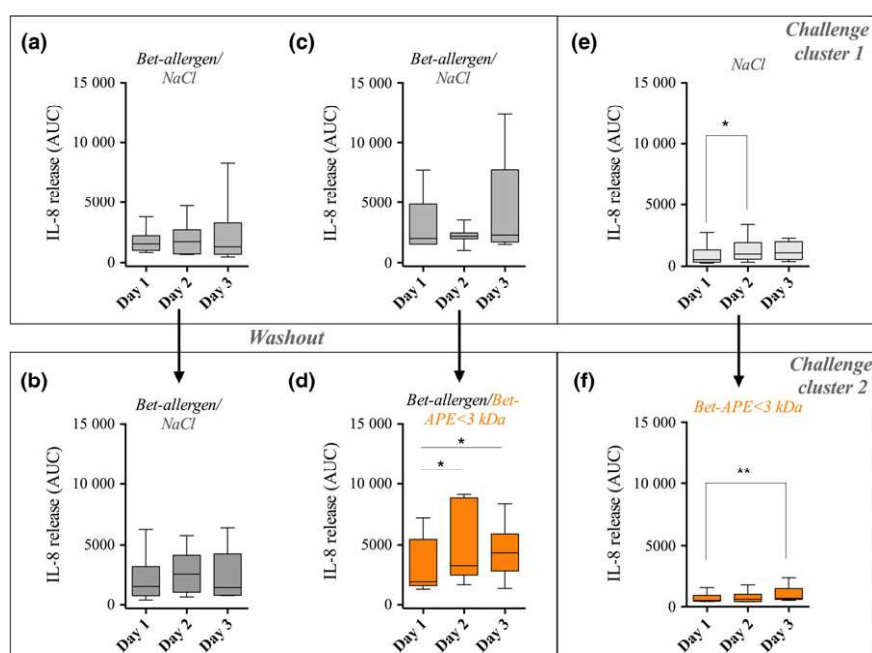 (a)
Bet-allergen/
NaCl
IL-8 release (AUC)
15 000
10 000
5000
0
Day 1
Day 2
Day 3
(c)
Bet-allergen/
NaCl
IL-8 release (AUC)
15 000
10 000
5000
0
Day 1
Day 2
Day 3
Challenge
cluster 1
(e)
NaCl
IL-8 release (AUC)
15 000
10 000
5000
0
*
Day 1
Day 2
Day 3
Washout
(b)
Bet-allergen/
NaCl
IL-8 release (AUC)
15 000
10 000
5000
0
Day 1
Day 2
Day 3
(d)
Bet-allergen/Bet-
APE<3 kDa
IL-8 release (AUC)
15 000
10 000
5000
0
*
*
Day 1
Day 2
Day 3
Challenge
cluster 2
(f)
Bet-APE<3 kDa
IL-8 release (AUC)
15 000
10 000
5000
0
**
Day 1
Day 2
Day 3